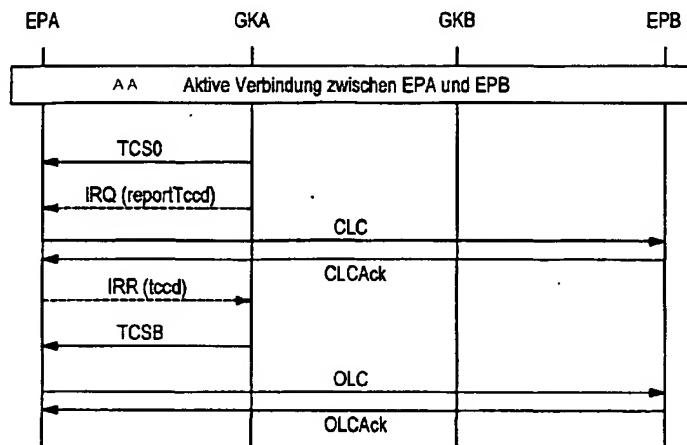 EPA GKA GKB EPB
A A Aktive Verbindung zwischen EPA und EPB
TCS0
IRQ (reportTccd)
CLC
CLCAck
IRR (tccd)
TCSB
OLC
OLCAck